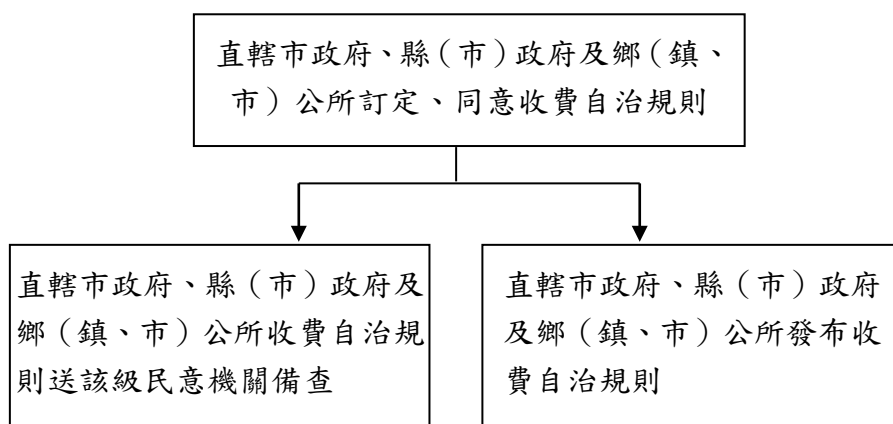 直轄市政府、縣（市）政府及鄉（鎮、
市）公所訂定、同意收費自治規則
直轄市政府、縣（市）政府及
鄉（鎮、市）公所收費自治規
則送該級民意機關備查
直轄市政府、縣（市）政府
及鄉（鎮、市）公所發布收
費自治規則